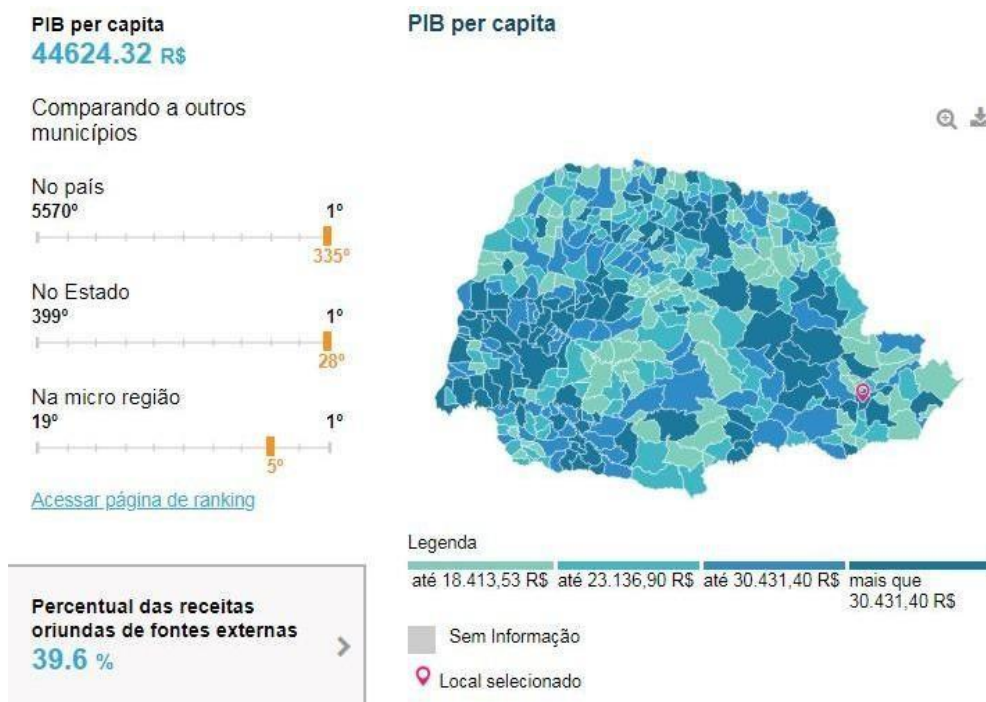 PIB per capita
44624.32 R$
Comparando a outros
municípios
No país
5570º 1º
335º
No Estado
399º 1º
28º
Na micro região
19º 1º
5º
Acessar página de ranking
Percentual das receitas
oriundas de fontes externas
39.6 %
PIB per capita
Legenda
até 18.413,53 R$ até 23.136,90 R$ até 30.431,40 R$ mais que
30.431,40 R$
Sem Informação
Local selecionado